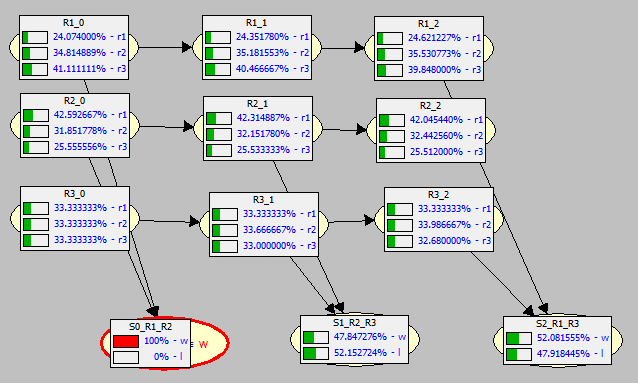 R1_0
24.074000% - r1
34.814889% - r2
41.111111% - r3
R1_1
24.351780% - r1
35.181553% - r2
40.466667% - r3
R1_2
24.621227% - r1
35.530773% - r2
39.848000% - r3
R2_0
42.592667% - r1
31.851778% - r2
25.555556% - r3
R2_1
42.314887% - r1
32.151780% - r2
25.533333% - r3
R2_2
42.045440% - r1
32.442560% - r2
25.512000% - r3
R3_0
33.333333% - r1
33.333333% - r2
33.333333% - r3
R3_1
33.333333% - r1
33.666667% - r2
33.000000% - r3
R3_2
33.333333% - r1
33.986667% - r2
32.680000% - r3
S0_R1_R2
100% - w
0% - l
w
S1_R2_R3
47.847276% - w
52.152724% - l
S2_R1_R3
52.081555% - w
47.918445% - l